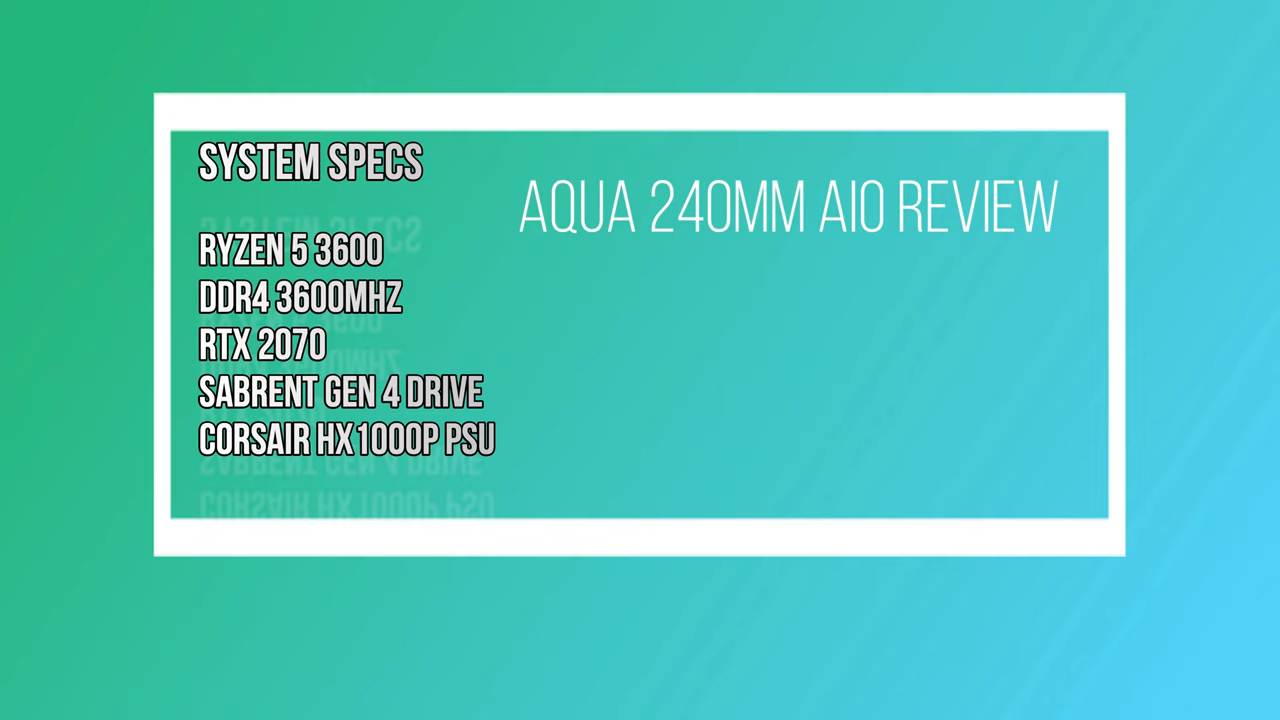 SYSTEM SPECS
AQUA 240MM AIO REVIEW
RYZEN 5 3600
DDR4 3600MHZ
RTX 2070
SABRENT GEN 4 DRIVE
CORSAIR HX1000P PSU